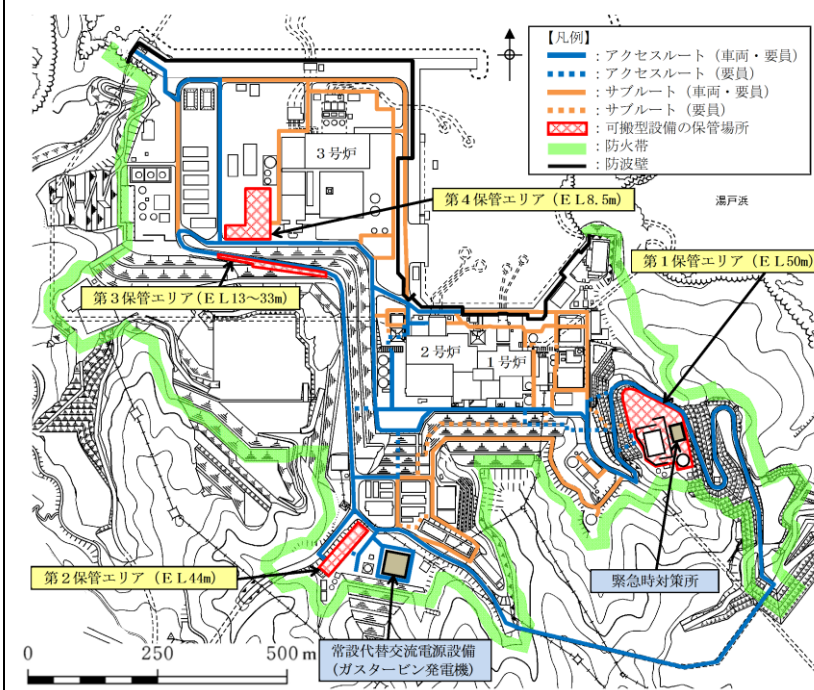 【凡例】
：アクセスルート（車両・要員）
：アクセスルート（要員）
：サブルート（車両・要員）
：サブルート（要員）
：可搬型設備の保管場所
：防火帯
：防波壁
3号炉
湯戸浜
第4保管エリア（EL8.5m）
第1保管エリア（EL50m）
第3保管エリア（EL13～33m）
2号炉
1号炉
第2保管エリア（EL44m）
緊急時対策所
常設代替交流電源設備
（ガスタービン発電機）
0 250 500 m